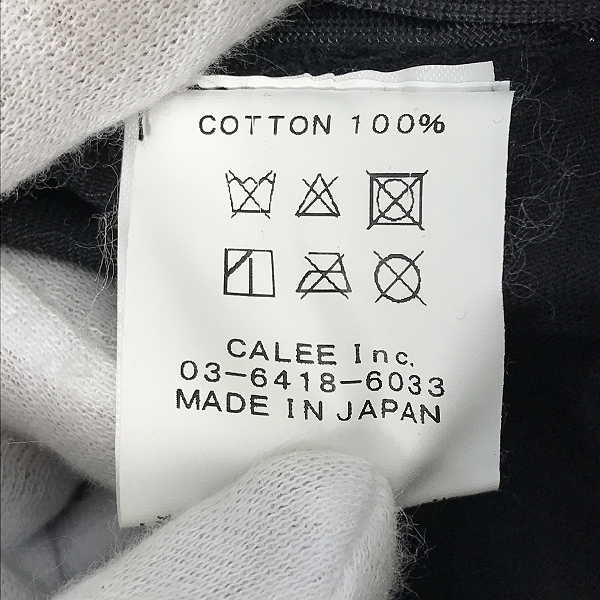 COTTON 100%
CALEE Inc.
03-6418-6033
MADE IN JAPAN